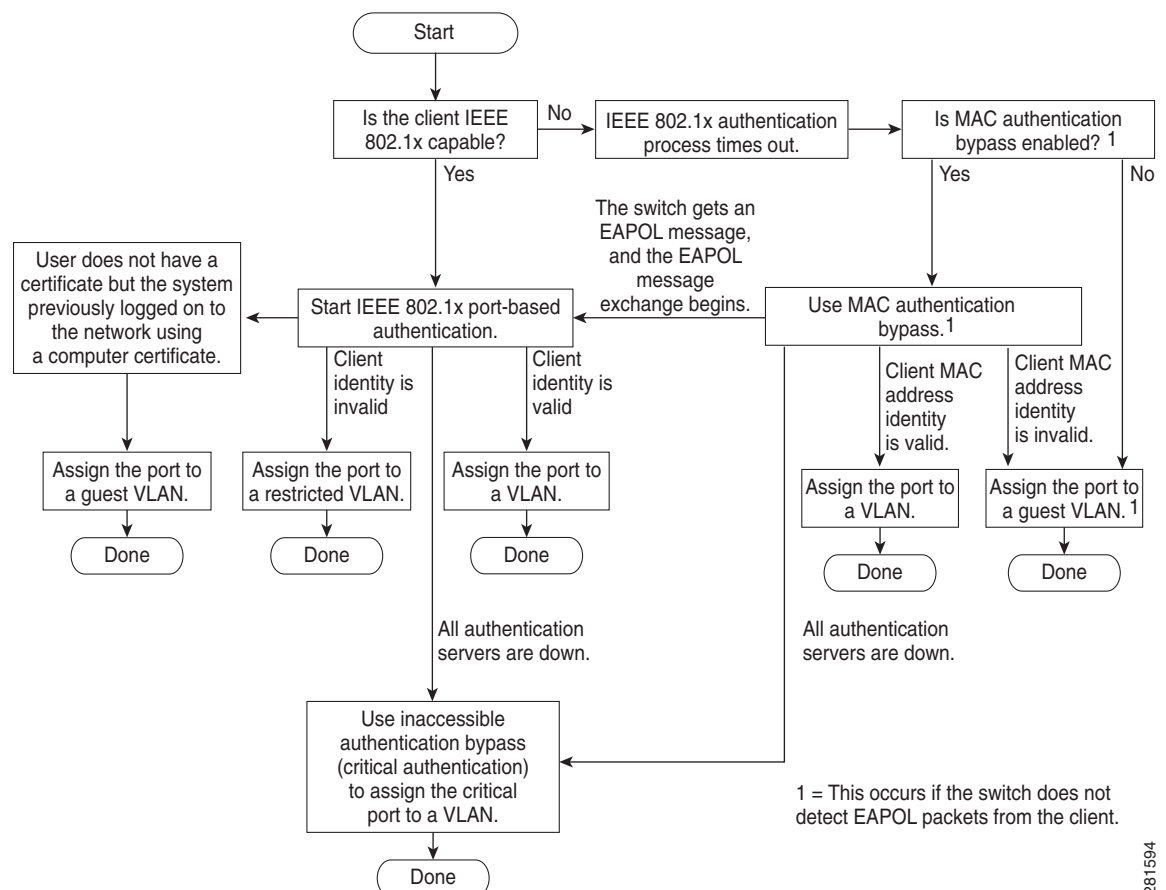 Start
Is the client IEEE
802.1x capable?
No
IEEE 802.1x authentication
process times out.
Is MAC authentication
bypass enabled? 1
Yes
Yes
No
The switch gets an
EAPOL message,
and the EAPOL
message
exchange begins.
User does not have a
certificate but the system
previously logged on to
the network using
a computer certificate.
Start IEEE 802.1x port-based
authentication.
Use MAC authentication
bypass.1
Client
identity is
invalid
Client
identity is
valid
Client MAC
address
identity
is valid.
Client MAC
address
identity
is invalid.
Assign the port to
a guest VLAN.
Assign the port to
a restricted VLAN.
Assign the port to
a VLAN.
Assign the port to
a VLAN.
Assign the port to
a guest VLAN.1
Done
Done
Done
Done
Done
All authentication
servers are down.
All authentication
servers are down.
Use inaccessible
authentication bypass
(critical authentication)
to assign the critical
port to a VLAN.
1 = This occurs if the switch does not
detect EAPOL packets from the client.
Done
281594